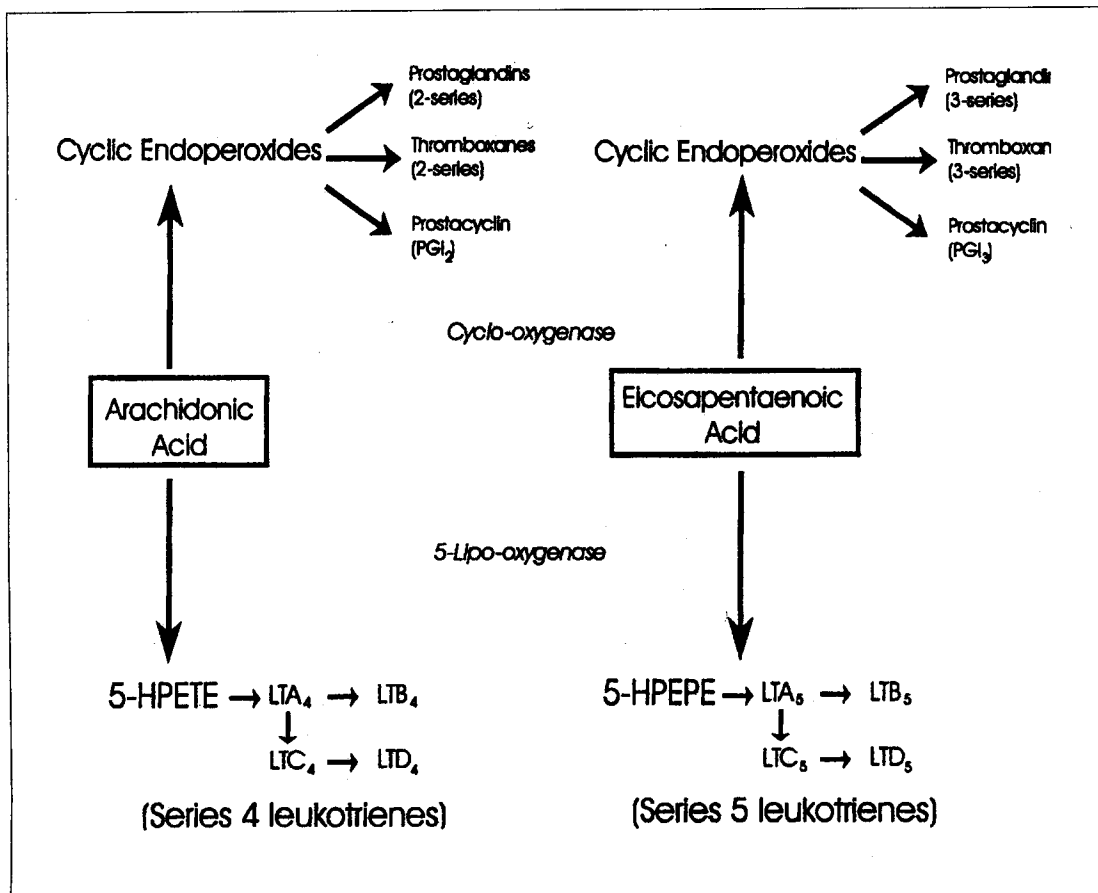 Prostaglandins
(2-series)
Cyclic Endoperoxides
Thromboxanes
(2-series)
Prostacyclin
(PGI₂)
Prostaglandi
(3-series)
Cyclic Endoperoxides
Thromboxan
(3-series)
Prostacyclin
(PGI₃)
Cyclo-oxygenase
Arachidonic
Acid
Eicosapentaenoic
Acid
5-Lipo-oxygenase
5-HPETE → LTA₄ → LTB₄
LTC₄ → LTD₄
(Series 4 leukotrienes)
5-HPEPE → LTA₅ → LTB₅
LTC₅ → LTD₅
(Series 5 leukotrienes)